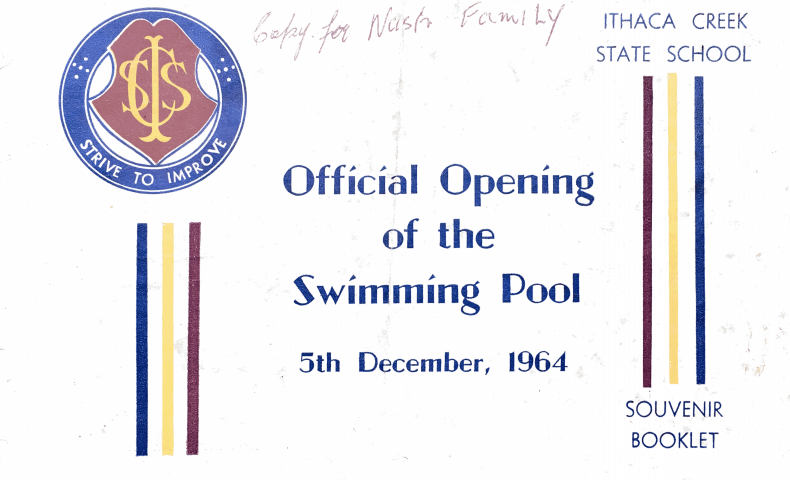 Copy for Nash Family
ITHACA CREEK
STATE SCHOOL
ICSS
STRIVE TO IMPROVE
Official Opening
of the
Swimming Pool
5th December, 1964
SOUVENIR
BOOKLET